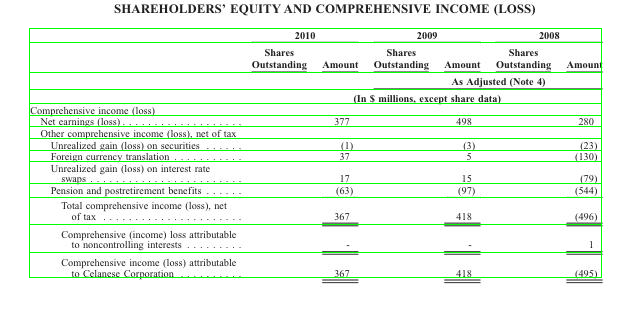 SHAREHOLDERS’ EQUITY AND COMPREHENSIVE INCOME (LOSS)
2010 2009 2008
Shares Shares Shares
Outstanding Amount Outstanding Amount Outstanding Amount
As Adjusted (Note 4)
(In $ millions, except share data)
Comprehensive income (loss)
Net earnings (loss) . . . . . . . . . . . . . . . . . . . 377 498 280
Other comprehensive income (loss), net of tax
Unrealized gain (loss) on securities . . . . . . (1) (3) (23)
Foreign currency translation . . . . . . . . . . . 37 5 (130)
Unrealized gain (loss) on interest rate
swaps . . . . . . . . . . . . . . . . . . . . . . . 17 15 (79)
Pension and postretirement benefits . . . . . . (63) (97) (544)
Total comprehensive income (loss), net
of tax . . . . . . . . . . . . . . . . . . . . . . 367 418 (496)
Comprehensive (income) loss attributable
to noncontrolling interests . . . . . . . . . - - 1
Comprehensive income (loss) attributable
to Celanese Corporation . . . . . . . . . . 367 418 (495)